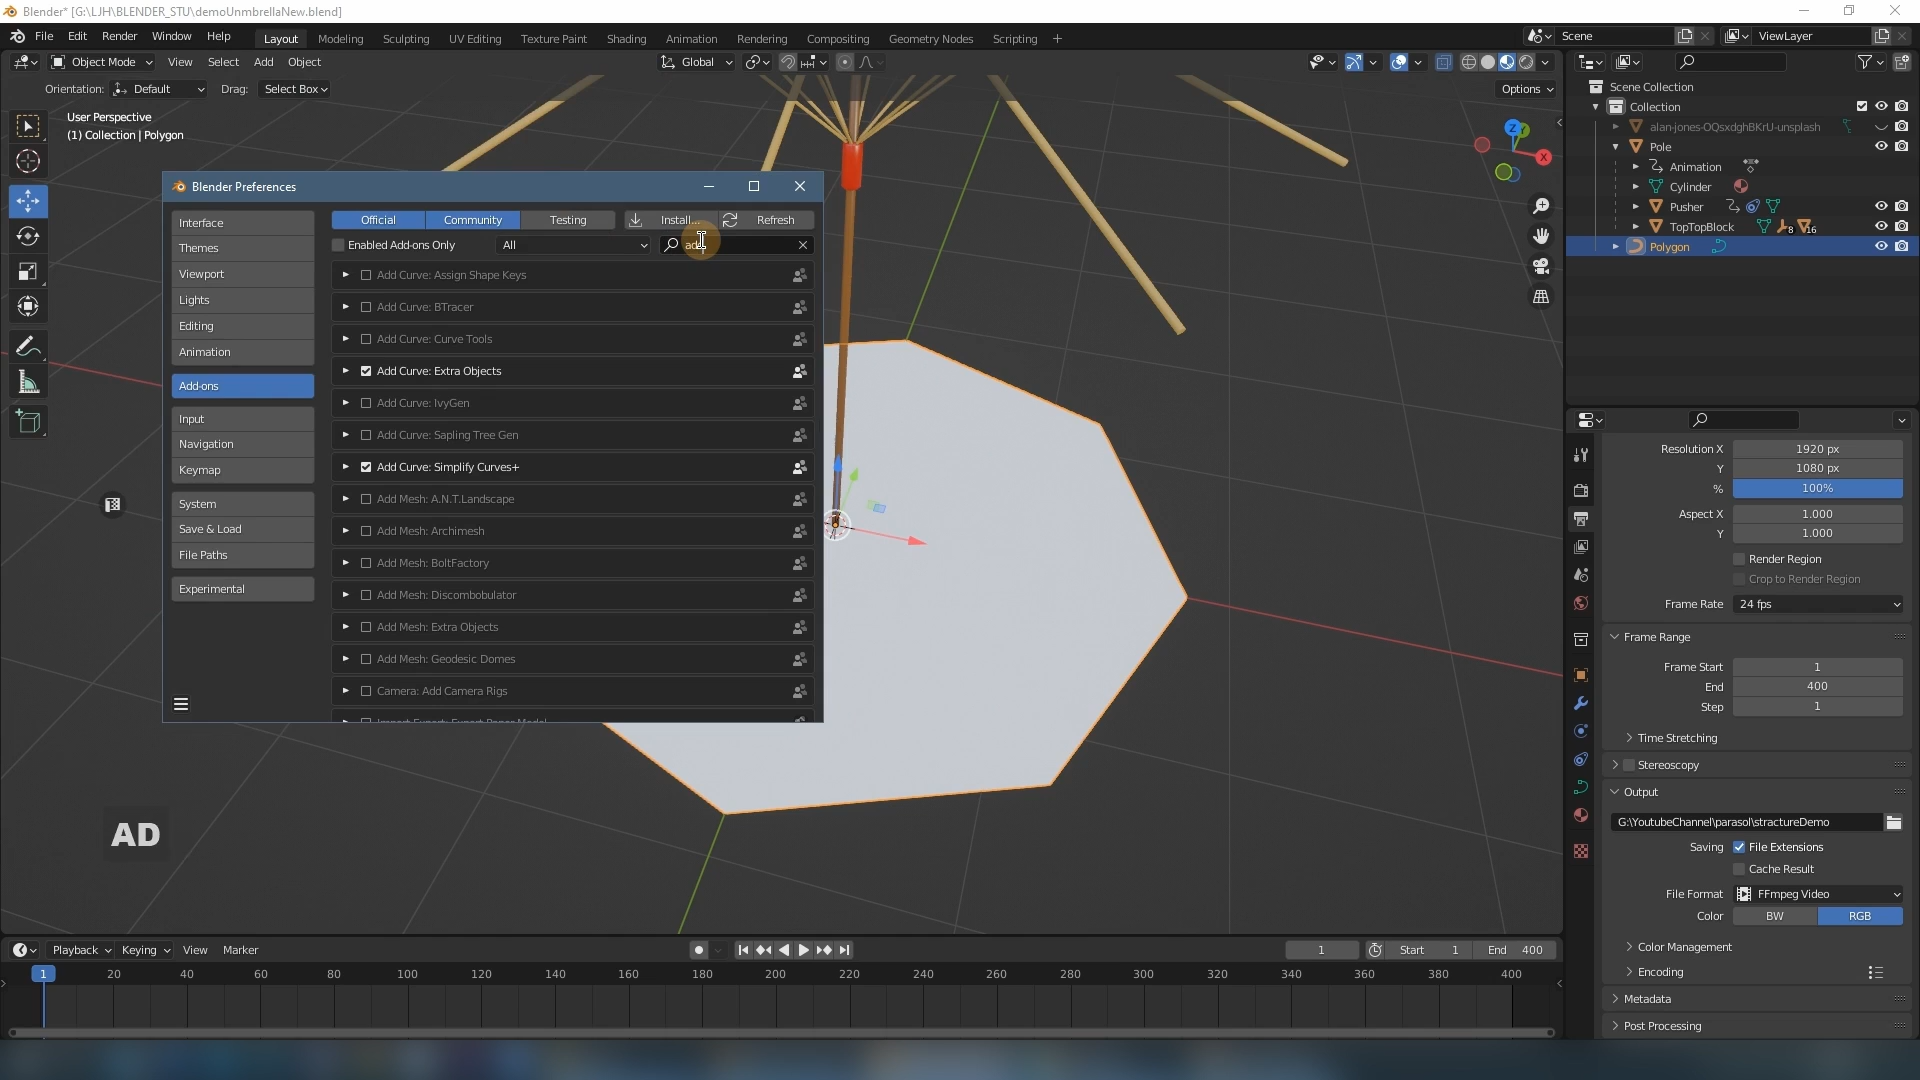 Blender* [G:\LJH\BLENDER_STU\demoUnmbrellaNew.blend]
File Edit Render Window Help Layout Modeling Sculpting UV Editing Texture Paint Shading Animation Rendering Compositing Geometry Nodes Scripting + Scene ViewLayer
Object Mode View Select Add Object Global
Orientation: Default Drag: Select Box Options
User Perspective
(1) Collection | Polygon
Z
X
Scene Collection
Collection
alan-jones-OQsxdghBKrU-unsplash
Pole
Animation
Cylinder
Pusher
TopTopBlock 8 16
Polygon
Blender Preferences
Interface
Themes
Viewport
Lights
Editing
Animation
Add-ons
Input
Navigation
Keymap
System
Save & Load
File Paths
Experimental
Official Community Testing Install... Refresh
Enabled Add-ons Only All
Add Curve: Assign Shape Keys
Add Curve: BTracer
Add Curve: Curve Tools
Add Curve: Extra Objects
Add Curve: IvyGen
Add Curve: Sapling Tree Gen
Add Curve: Simplify Curves+
Add Mesh: A.N.T.Landscape
Add Mesh: Archimesh
Add Mesh: BoltFactory
Add Mesh: Discombobulator
Add Mesh: Extra Objects
Add Mesh: Geodesic Domes
Camera: Add Camera Rigs
AD
Resolution X 1920 px
Y 1080 px
% 100%
Aspect X 1.000
Y 1.000
Render Region
Crop to Render Region
Frame Rate 24 fps
Frame Range
Frame Start 1
End 400
Step 1
Time Stretching
Stereoscopy
Output
G:\YoutubeChannel\parasol\stractureDemo
Saving File Extensions
Cache Result
File Format FFmpeg Video
Color BW RGB
Color Management
Encoding
Metadata
Post Processing
Playback Keying View Marker 1 Start 1 End 400
1 20 40 60 80 100 120 140 160 180 200 220 240 260 280 300 320 340 360 380 400